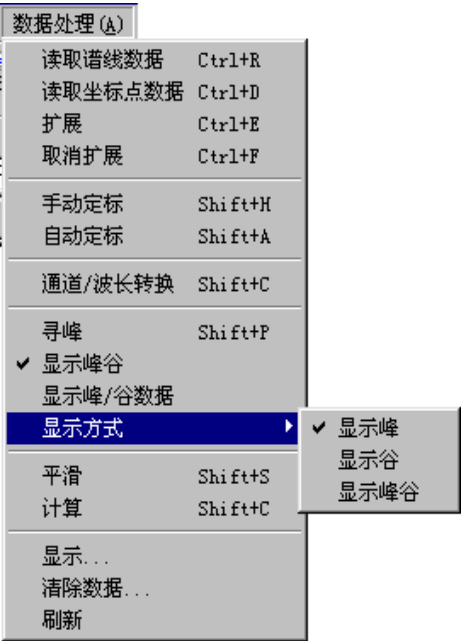 数据处理(A)
读取谱线数据 Ctrl+R
读取坐标点数据 Ctrl+D
扩展 Ctrl+E
取消扩展 Ctrl+F
手动定标 Shift+H
自动定标 Shift+A
通道/波长转换 Shift+C
寻峰 Shift+P
显示峰谷
显示峰/谷数据
显示方式
显示峰
显示谷
显示峰谷
平滑 Shift+S
计算 Shift+C
显示...
清除数据...
刷新